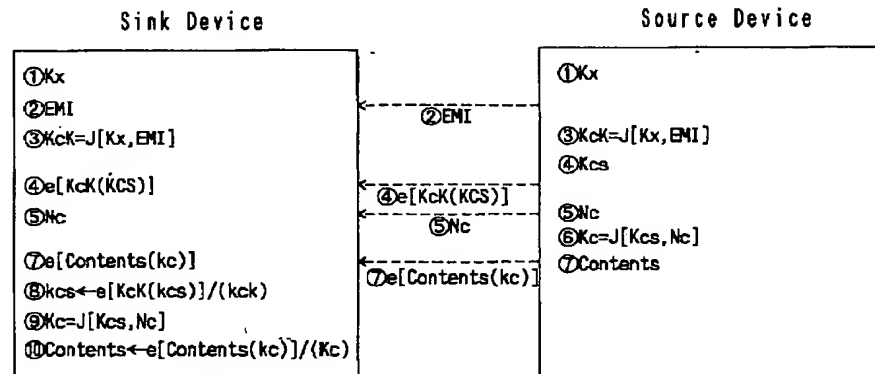 Sink Device
Source Device
①Kx
②EMI
③KcK=J[Kx,EMI]
④e[KcK(KCS)]
⑤Nc
⑦e[Contents(kc)]
⑧kcs←e[KcK(kcs)]/(kck)
⑨Kc=J[Kcs,Nc]
⑩Contents←e[Contents(kc)]/(Kc)
②EMI
④e[KcK(KCS)]
⑤Nc
⑦e[Contents(kc)]
①Kx
③KcK=J[Kx,EMI]
④Kcs
⑤Nc
⑥Kc=J[Kcs,Nc]
⑦Contents